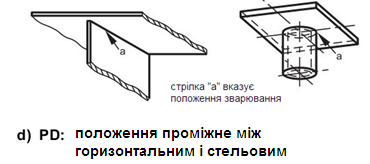 a
a
стрілка "а" вказує
положення зварювання
d) PD: положення проміжне між
горизонтальним і стельовим